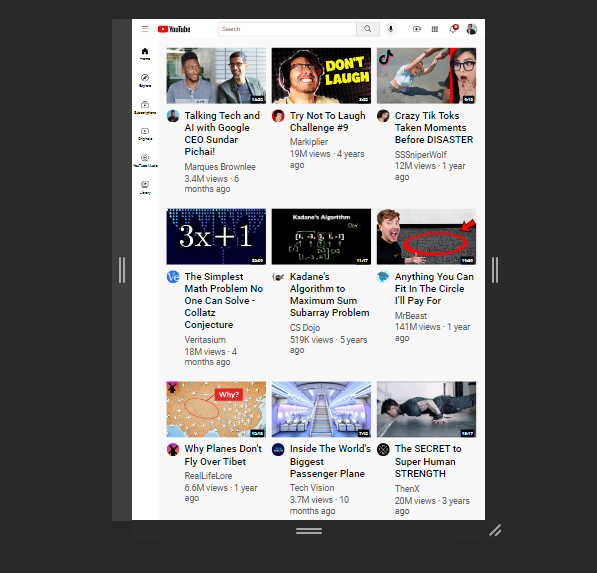 YouTube
Search
Home
Explore
Subscriptions
Originals
YouTube Music
Library
14:20
Talking Tech and
AI with Google
CEO Sundar
Pichai!
Marques Brownlee
3.4M views · 6
months ago
DON'T
LAUGH
Try Not To Laugh
Challenge #9
Markiplier
19M views · 4 years
ago
Crazy Tik Toks
Taken Moments
Before DISASTER
SSSniperWolf
12M views · 1 year
ago
3x+1
22:09
Ve
The Simplest
Math Problem No
One Can Solve -
Collatz
Conjecture
Veritasium
18M views · 4
months ago
Kadane's Algorithm
11:17
Kadane's
Algorithm to
Maximum Sum
Subarray Problem
CS Dojo
519K views · 5 years
ago
Anything You Can
Fit In The Circle
I'll Pay For
MrBeast
141M views · 1 year
ago
Why?
10:13
Why Planes Don't
Fly Over Tibet
RealLifeLore
6.6M views · 1 year
ago
7:12
Inside The World's
Biggest
Passenger Plane
Tech Vision
3.7M views · 10
months ago
13:17
The SECRET to
Super Human
STRENGTH
ThenX
20M views · 3 years
ago